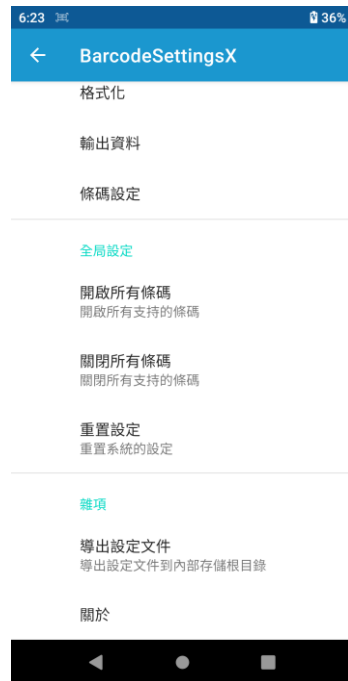 6:23 36%
BarcodeSettingsX
格式化
輸出資料
條碼設定
全局設定
開啟所有條碼
開啟所有支持的條碼
關閉所有條碼
關閉所有支持的條碼
重置設定
重置系統的設定
雜項
導出設定文件
導出設定文件到內部存儲根目錄
關於